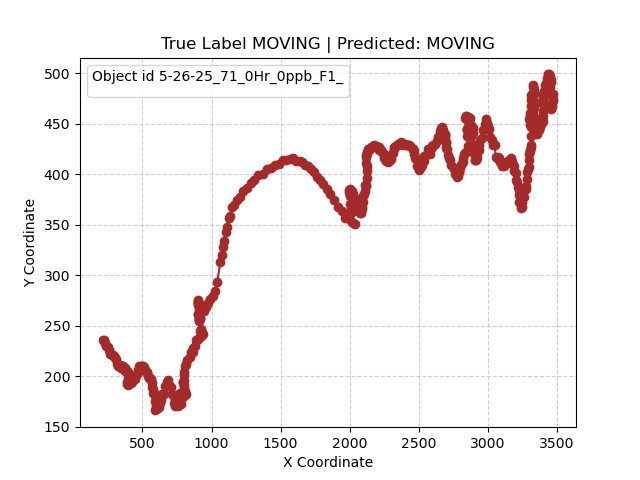 True Label MOVING | Predicted: MOVING
Object id 5-26-25_71_0Hr_0ppb_F1_
500
450
400
350
300
250
200
150
Y Coordinate
500 1000 1500 2000 2500 3000 3500
X Coordinate